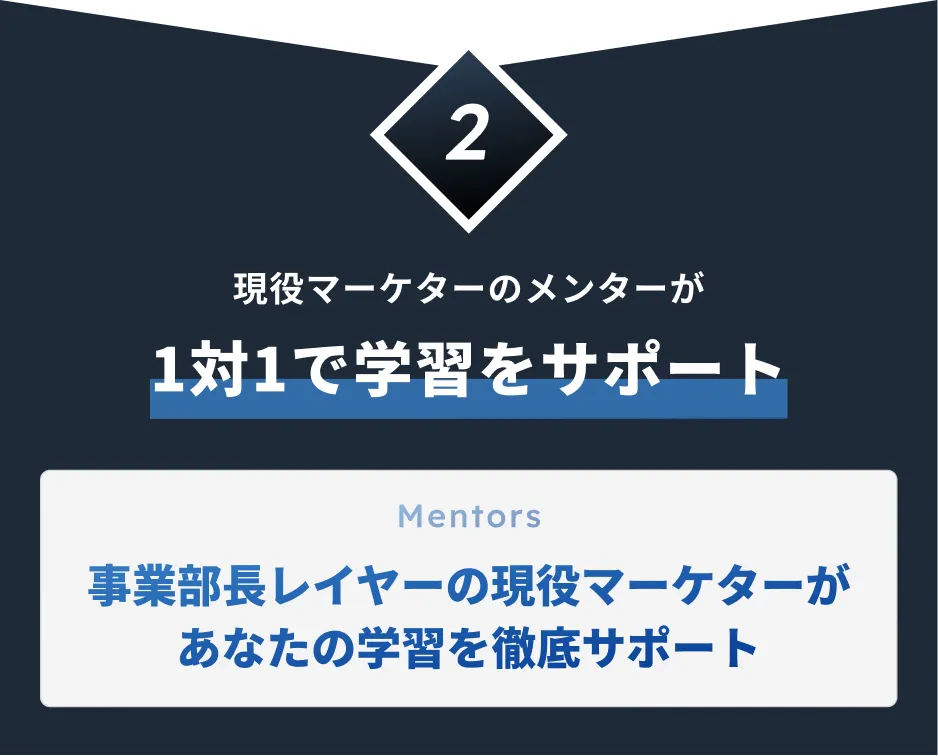 2
現役マーケターのメンターが
1対1で学習をサポート
Mentors
事業部長レイヤーの現役マーケターが
あなたの学習を徹底サポート